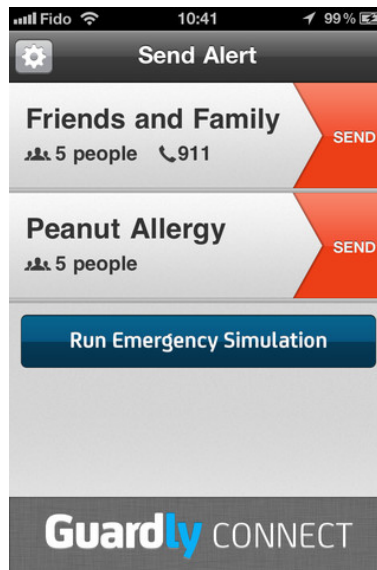 Fido 10:41 99%
Send Alert
Friends and Family
5 people 911
SEND
Peanut Allergy
5 people
SEND
Run Emergency Simulation
Guardly CONNECT